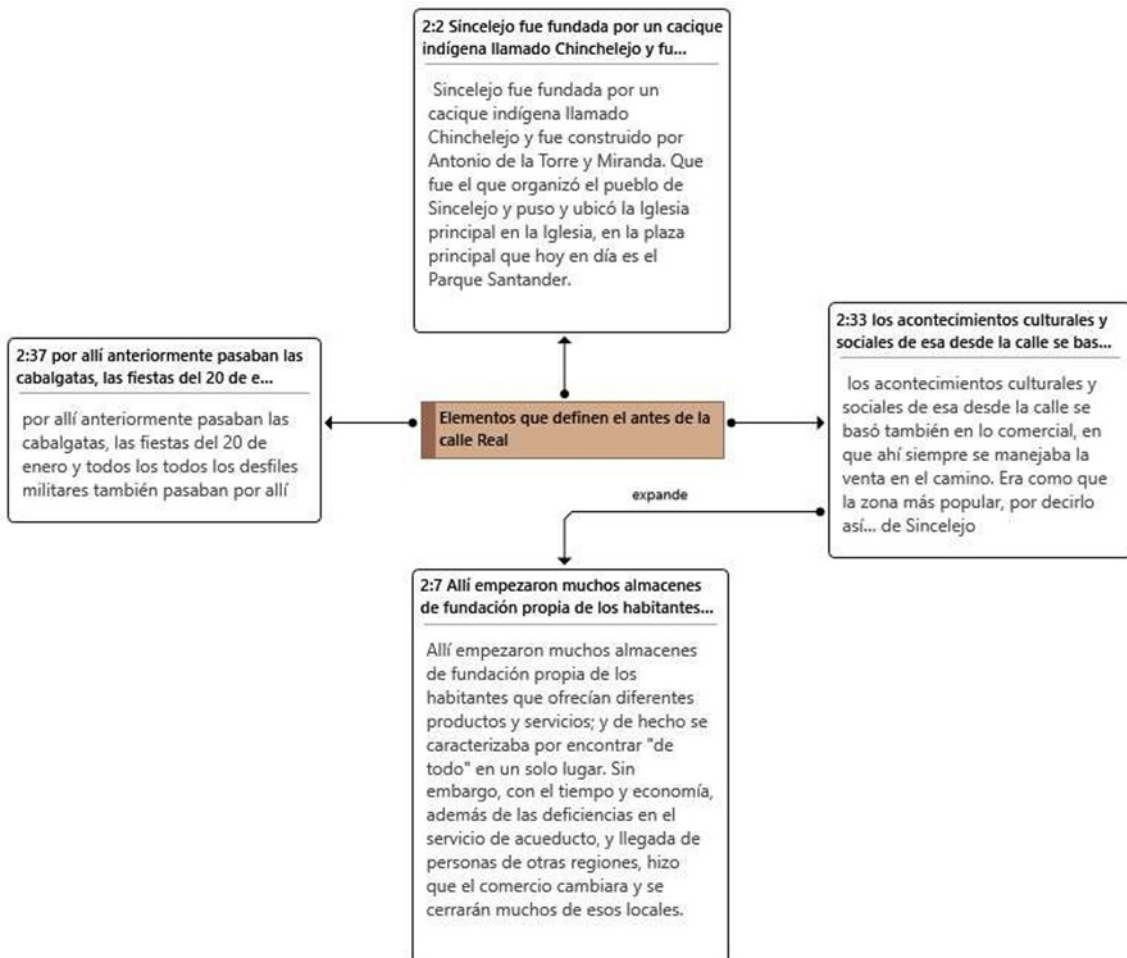 2:2 Sincelejo fue fundada por un cacique
indígena llamado Chinchelejo y fu...
Sincelejo fue fundada por un
cacique indígena llamado
Chinchelejo y fue construido por
Antonio de la Torre y Miranda. Que
fue el que organizó el pueblo de
Sincelejo y puso y ubicó la Iglesia
principal en la Iglesia, en la plaza
principal que hoy en día es el
Parque Santander.
2:37 por allí anteriormente pasaban las
cabalgatas, las fiestas del 20 de e...
por allí anteriormente pasaban las
cabalgatas, las fiestas del 20 de
enero y todos los todos los desfiles
militares también pasaban por allí
Elementos que definen el antes de la
calle Real
2:33 los acontecimientos culturales y
sociales de esa desde la calle se bas...
los acontecimientos culturales y
sociales de esa desde la calle se
basó también en lo comercial, en
que ahí siempre se manejaba la
venta en el camino. Era como que
la zona más popular, por decirlo
así... de Sincelejo
expande
2:7 Allí empezaron muchos almacenes
de fundación propia de los habitantes...
Allí empezaron muchos almacenes
de fundación propia de los
habitantes que ofrecían diferentes
productos y servicios; y de hecho se
caracterizaba por encontrar "de
todo" en un solo lugar. Sin
embargo, con el tiempo y economía,
además de las deficiencias en el
servicio de acueducto, y llegada de
personas de otras regiones, hizo
que el comercio cambiara y se
cerrarán muchos de esos locales.